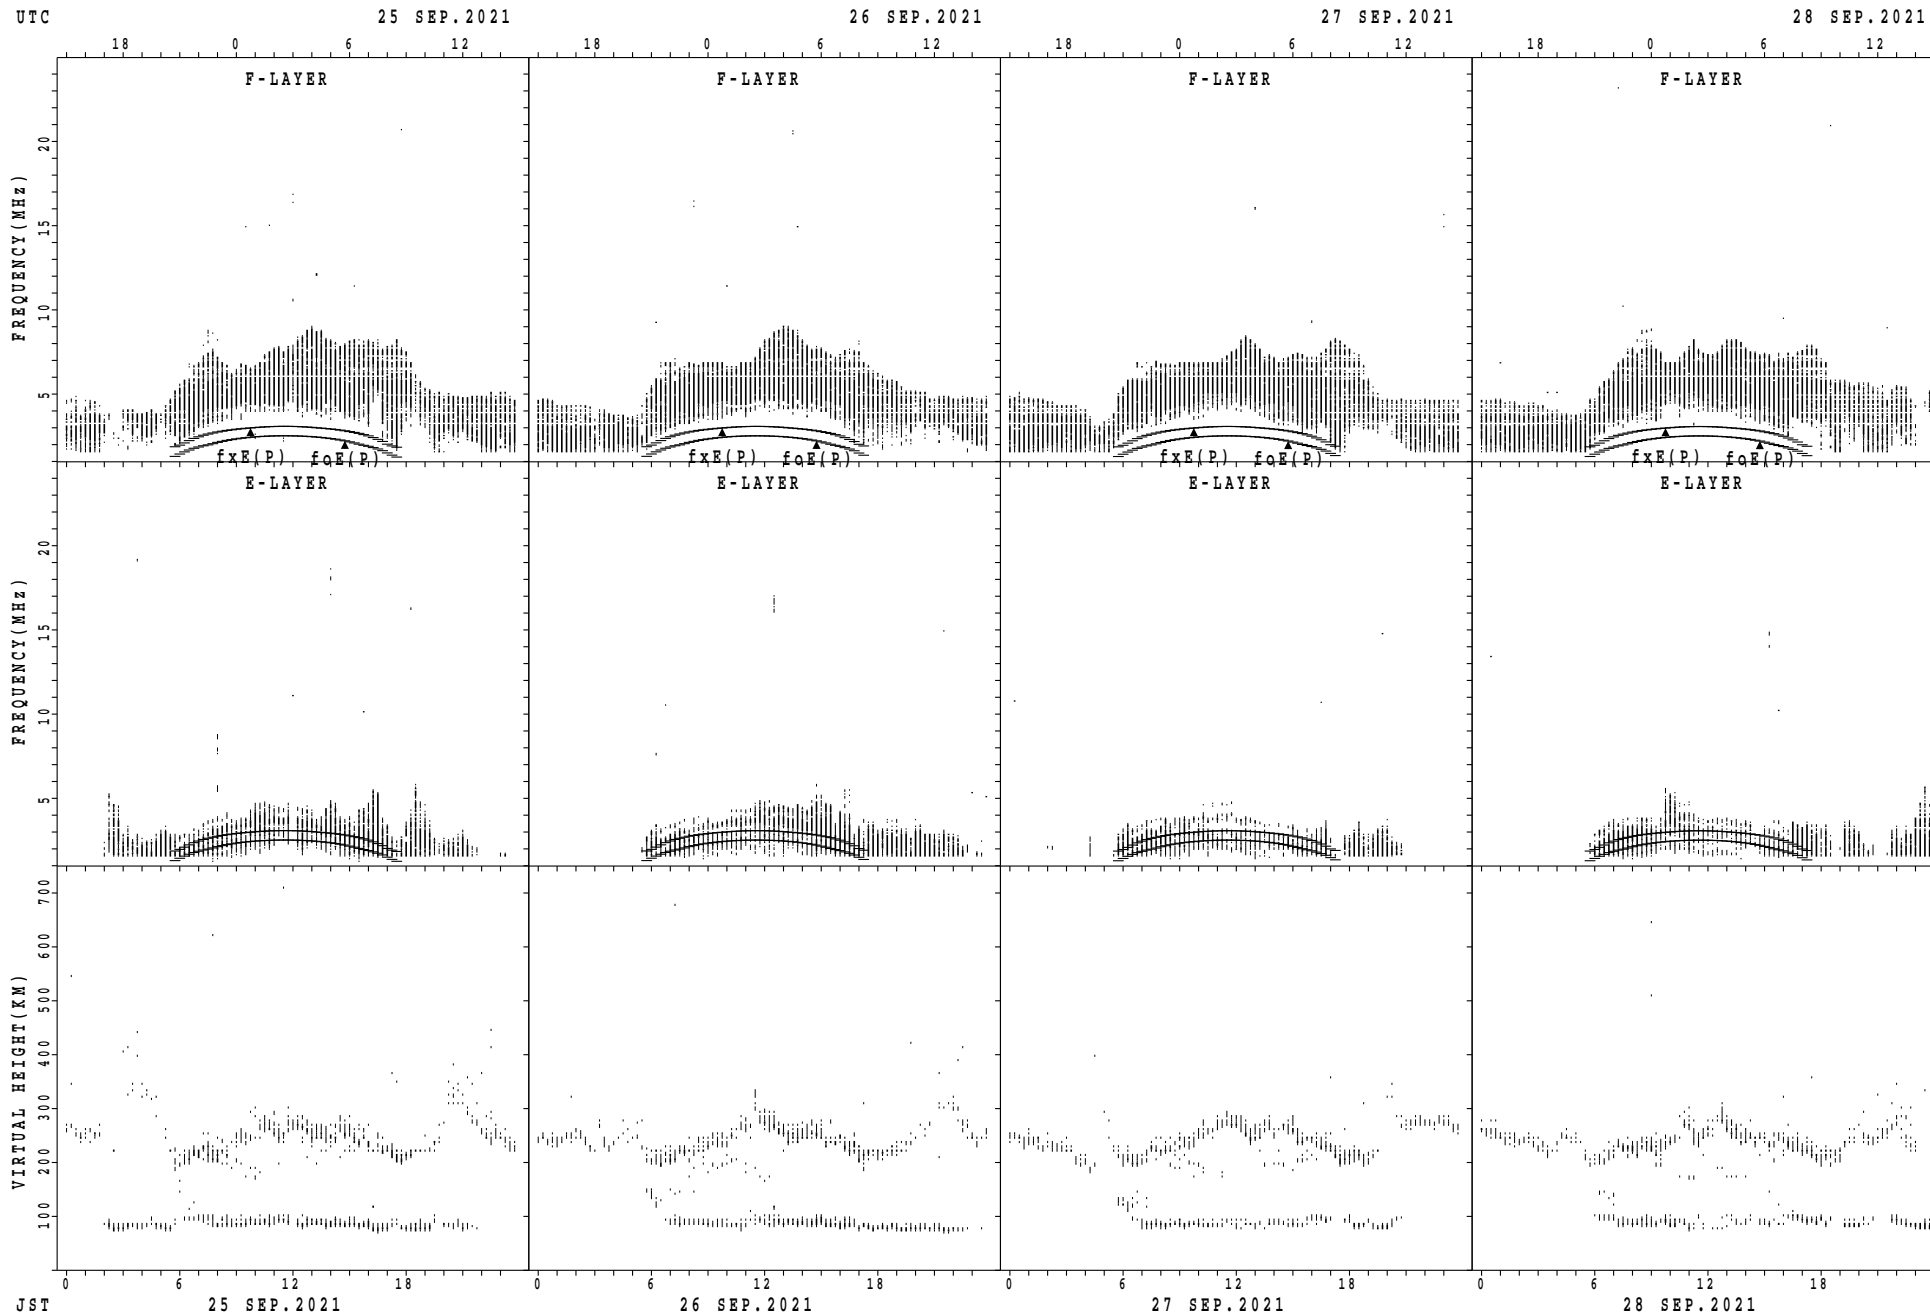 UTC 25 SEP.2021 26 SEP.2021 27 SEP.2021 28 SEP.2021
18 0 6 12 18 0 6 12 18 0 6 12 18 0 6 12
F-LAYER F-LAYER F-LAYER F-LAYER
FREQUENCY(MHz)
20
15
10
5
fxE(P) foE(P) fxE(P) foE(P) fxE(P) foE(P) fxE(P) foE(P)
E-LAYER E-LAYER E-LAYER E-LAYER
FREQUENCY(MHz)
20
15
10
5
VIRTUAL HEIGHT(KM)
700
600
500
400
300
200
100
0 6 12 18 0 6 12 18 0 6 12 18 0 6 12 18
JST 25 SEP.2021 26 SEP.2021 27 SEP.2021 28 SEP.2021